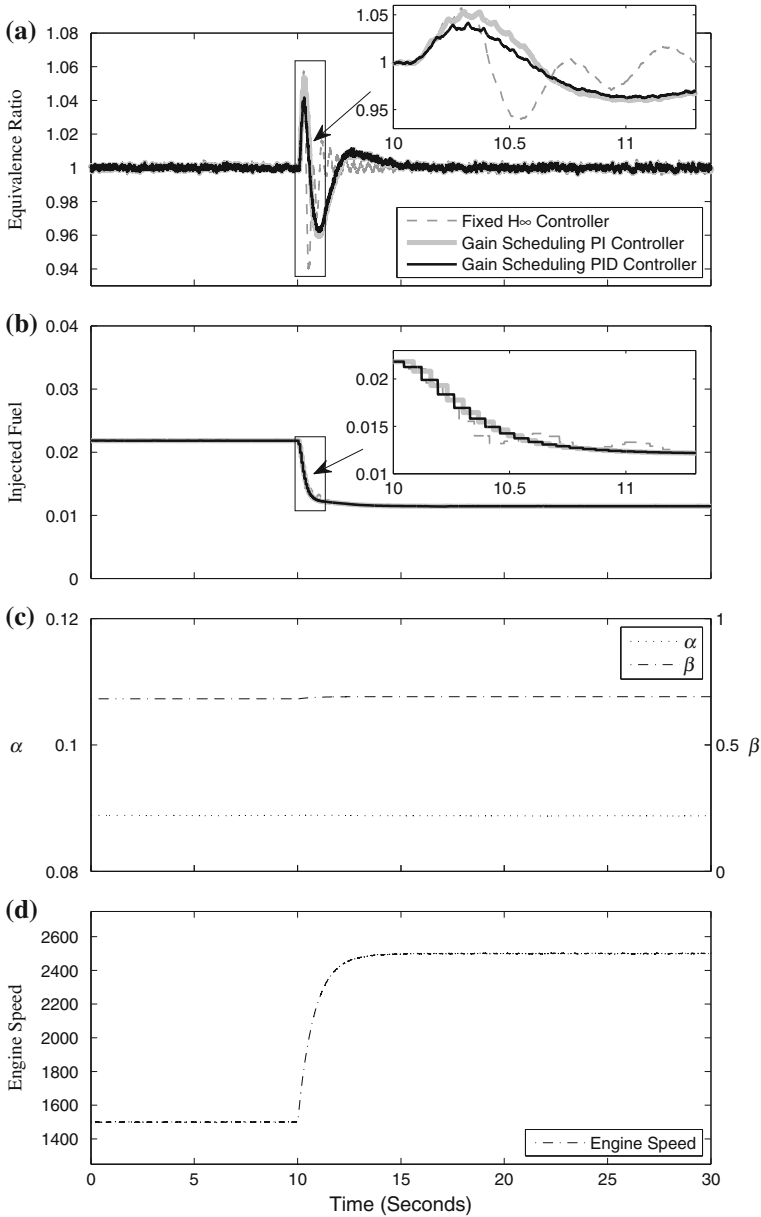 (a)
1.08
1.06
1.04
1.02
1
0.98
0.96
0.94
Equivalence Ratio
1.05
1
0.95
10
10.5
11
Fixed H∞ Controller
Gain Scheduling PI Controller
Gain Scheduling PID Controller
(b)
0.04
0.03
0.02
0.01
0
Injected Fuel
0.02
0.015
0.01
10
10.5
11
(c)
0.12
0.1
0.08
α
1
0.5
0
β
α
β
(d)
2600
2400
2200
2000
1800
1600
1400
Engine Speed
Engine Speed
0
5
10
15
20
25
30
Time (Seconds)